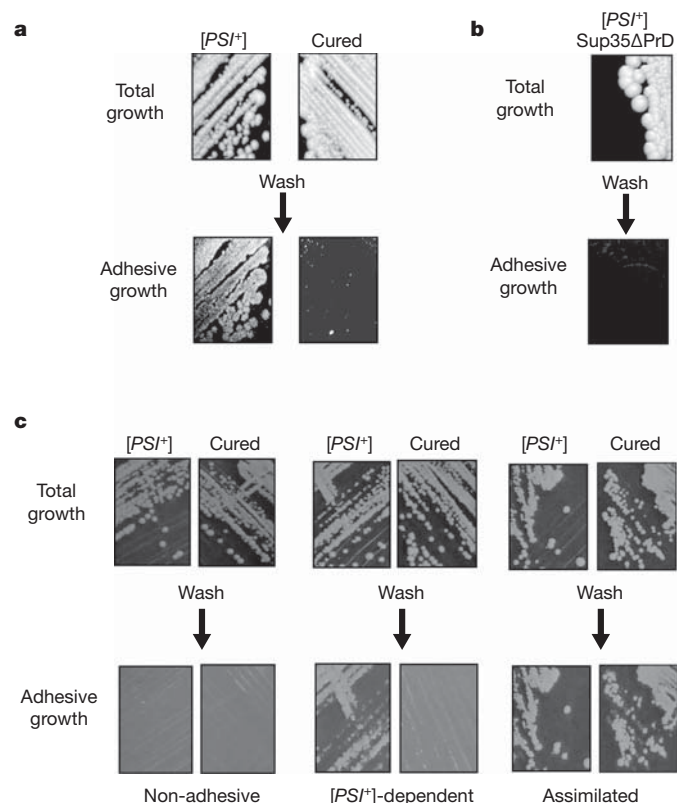 a
[PSI⁺] Cured
Total growth
Wash
Adhesive growth
b
[PSI⁺]
Sup35ΔPrD
Total growth
Wash
Adhesive growth
c
[PSI⁺] Cured [PSI⁺] Cured [PSI⁺] Cured
Total growth
Wash Wash Wash
Adhesive growth
Non-adhesive [PSI⁺]-dependent Assimilated